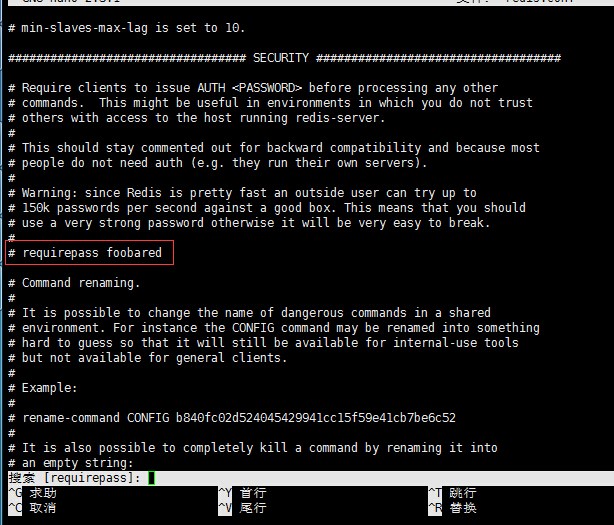 # min-slaves-max-lag is set to 10.
################################## SECURITY ###################################
# Require clients to issue AUTH <PASSWORD> before processing any other
# commands.  This might be useful in environments in which you do not trust
# others with access to the host running redis-server.
#
# This should stay commented out for backward compatibility and because most
# people do not need auth (e.g. they run their own servers).
#
# Warning: since Redis is pretty fast an outside user can try up to
# 150k passwords per second against a good box. This means that you should
# use a very strong password otherwise it will be very easy to break.
#
# requirepass foobared
# Command renaming.
#
# It is possible to change the name of dangerous commands in a shared
# environment. For instance the CONFIG command may be renamed into something
# hard to guess so that it will still be available for internal-use tools
# but not available for general clients.
#
# Example:
#
# rename-command CONFIG b840fc02d524045429941cc15f59e41cb7be6c52
#
# It is also possible to completely kill a command by renaming it into
# an empty string:
搜索 [requirepass]:
^G 求助 ^Y 首行 ^T 跳行
^C 取消 ^V 尾行 ^R 替换